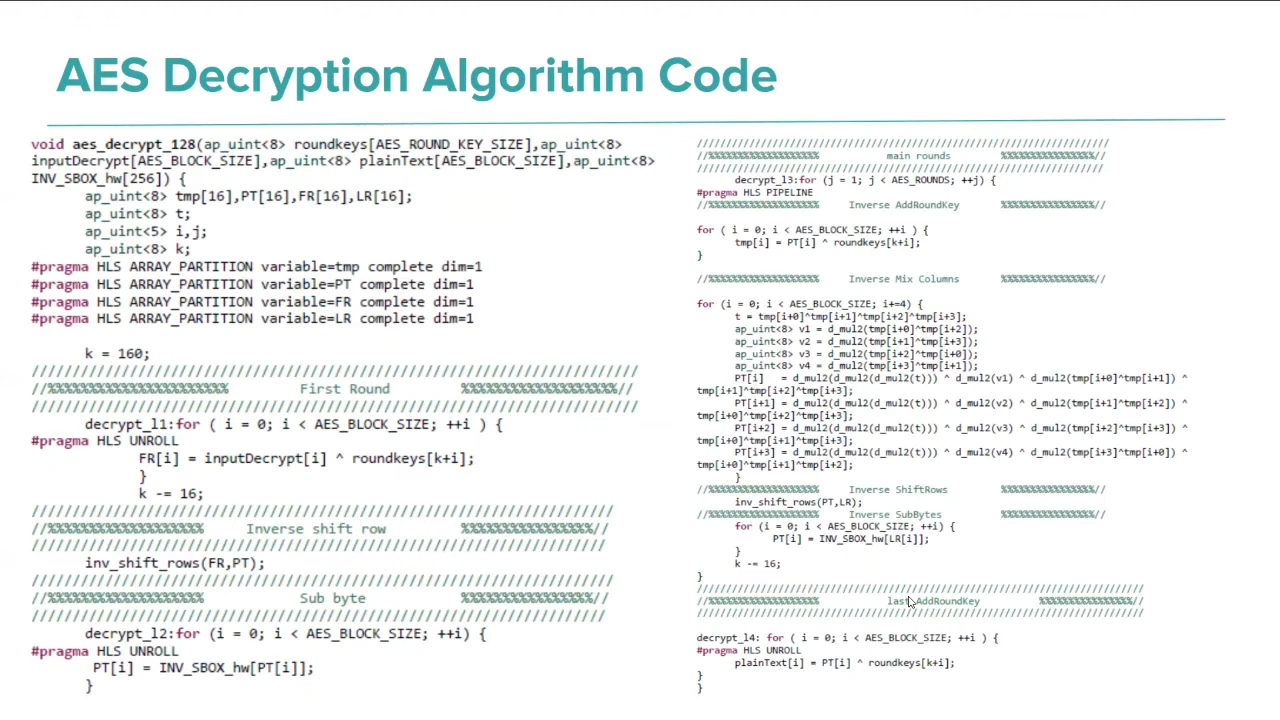 AES Decryption Algorithm Code
void aes_decrypt_128(ap_uint<8> roundkeys[AES_ROUND_KEY_SIZE],ap_uint<8>
inputDecrypt[AES_BLOCK_SIZE],ap_uint<8> plainText[AES_BLOCK_SIZE],ap_uint<8>
INV_SBOX_hw[256]) {
ap_uint<8> tmp[16],PT[16],FR[16],LR[16];
ap_uint<8> t;
ap_uint<5> i,j;
ap_uint<8> k;
#pragma HLS ARRAY_PARTITION variable=tmp complete dim=1
#pragma HLS ARRAY_PARTITION variable=PT complete dim=1
#pragma HLS ARRAY_PARTITION variable=FR complete dim=1
#pragma HLS ARRAY_PARTITION variable=LR complete dim=1
k = 160;
///////////////////////////////////////////////////////////////////////////
//%%%%%%%%%%%%%%%%%%%%%% First Round %%%%%%%%%%%%%%%%%%%//
///////////////////////////////////////////////////////////////////////////
decrypt_l1:for ( i = 0; i < AES_BLOCK_SIZE; ++i ) {
#pragma HLS UNROLL
FR[i] = inputDecrypt[i] ^ roundkeys[k+i];
}
k -= 16;
////////////////////////////////////////////////////////////////////////
//%%%%%%%%%%%%%%%%%%% Inverse shift row %%%%%%%%%%%%%%%%//
///////////////////////////////////////////////////////////////////////
inv_shift_rows(FR,PT);
////////////////////////////////////////////////////////////////////////
//%%%%%%%%%%%%%%%%%%% Sub byte %%%%%%%%%%%%%%%%//
///////////////////////////////////////////////////////////////////////
decrypt_l2:for (i = 0; i < AES_BLOCK_SIZE; ++i) {
#pragma HLS UNROLL
PT[i] = INV_SBOX_hw[PT[i]];
}
///////////////////////////////////////////////////////////////////////
//%%%%%%%%%%%%%%%%%%% main rounds %%%%%%%%%%%%%%%%//
//////////////////////////////////////////////////////////////////////
decrypt_l3:for (j = 1; j < AES_ROUNDS; ++j) {
#pragma HLS PIPELINE
//%%%%%%%%%%%%%%%%%%% Inverse AddRoundKey %%%%%%%%%%%%%%%%//
for ( i = 0; i < AES_BLOCK_SIZE; ++i ) {
tmp[i] = PT[i] ^ roundkeys[k+i];
}
//%%%%%%%%%%%%%%%%%%% Inverse Mix Columns %%%%%%%%%%%%%%%%//
for (i = 0; i < AES_BLOCK_SIZE; i+=4) {
t = tmp[i+0]^tmp[i+1]^tmp[i+2]^tmp[i+3];
ap_uint<8> v1 = d_mul2(tmp[i+0]^tmp[i+2]);
ap_uint<8> v2 = d_mul2(tmp[i+1]^tmp[i+3]);
ap_uint<8> v3 = d_mul2(tmp[i+2]^tmp[i+0]);
ap_uint<8> v4 = d_mul2(tmp[i+3]^tmp[i+1]);
PT[i] = d_mul2(d_mul2(d_mul2(t))) ^ d_mul2(v1) ^ d_mul2(tmp[i+0]^tmp[i+1]) ^
tmp[i+1]^tmp[i+2]^tmp[i+3];
PT[i+1] = d_mul2(d_mul2(d_mul2(t))) ^ d_mul2(v2) ^ d_mul2(tmp[i+1]^tmp[i+2]) ^
tmp[i+0]^tmp[i+2]^tmp[i+3];
PT[i+2] = d_mul2(d_mul2(d_mul2(t))) ^ d_mul2(v3) ^ d_mul2(tmp[i+2]^tmp[i+3]) ^
tmp[i+0]^tmp[i+1]^tmp[i+3];
PT[i+3] = d_mul2(d_mul2(d_mul2(t))) ^ d_mul2(v4) ^ d_mul2(tmp[i+3]^tmp[i+0]) ^
tmp[i+0]^tmp[i+1]^tmp[i+2];
}
//%%%%%%%%%%%%%%%%%%% Inverse ShiftRows %%%%%%%%%%%%%%%%//
inv_shift_rows(PT,LR);
//%%%%%%%%%%%%%%%%%%% Inverse SubBytes %%%%%%%%%%%%%%%%//
for (i = 0; i < AES_BLOCK_SIZE; ++i) {
PT[i] = INV_SBOX_hw[LR[i]];
}
k -= 16;
}
/////////////////////////////////////////////////////////////////////////////
//%%%%%%%%%%%%%%%%%%% last AddRoundKey %%%%%%%%%%%%%%%%//
/////////////////////////////////////////////////////////////////////////////
decrypt_l4: for ( i = 0; i < AES_BLOCK_SIZE; ++i ) {
#pragma HLS UNROLL
plainText[i] = PT[i] ^ roundkeys[k+i];
}
}